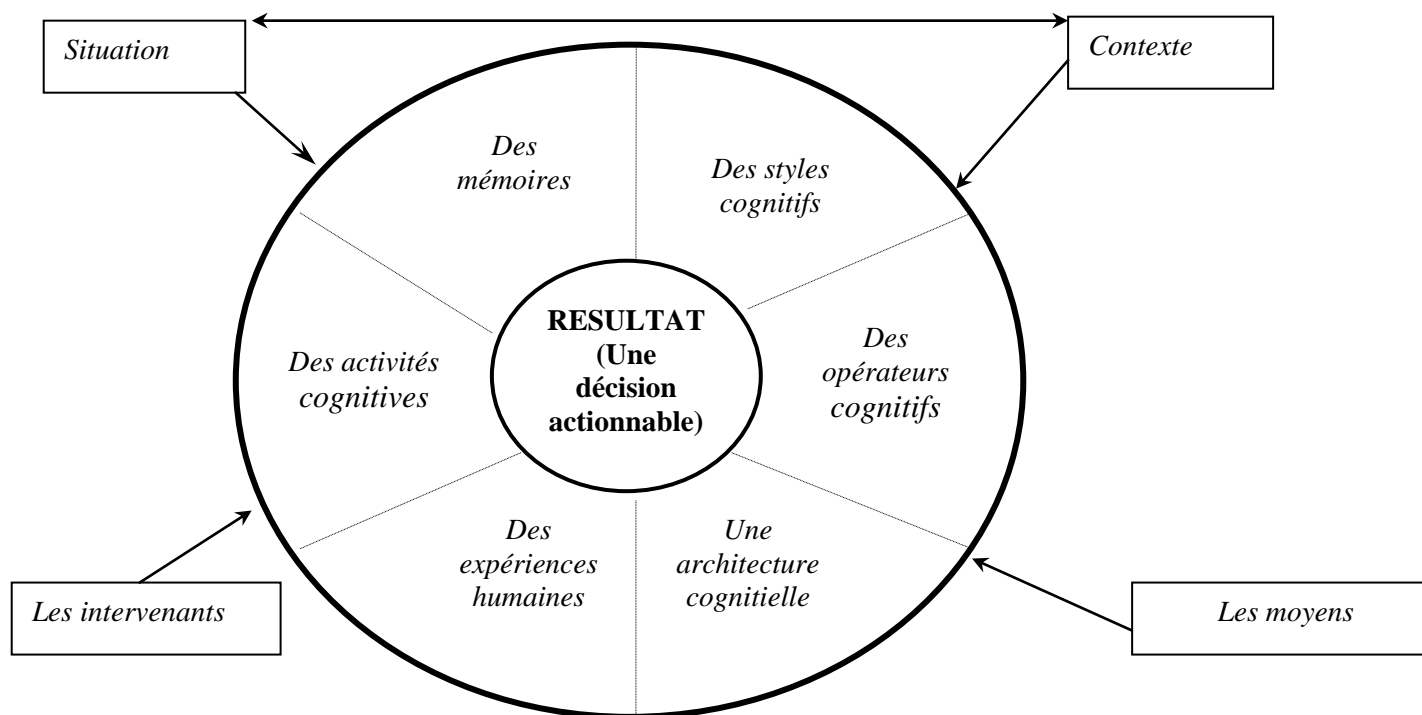 Situation
Contexte
Des
mémoires
Des styles
cognitifs
RESULTAT
(Une
décision
actionnable)
Des activités
cognitives
Des
opérateurs
cognitifs
Des
expériences
humaines
Une
architecture
cognitielle
Les intervenants
Les moyens